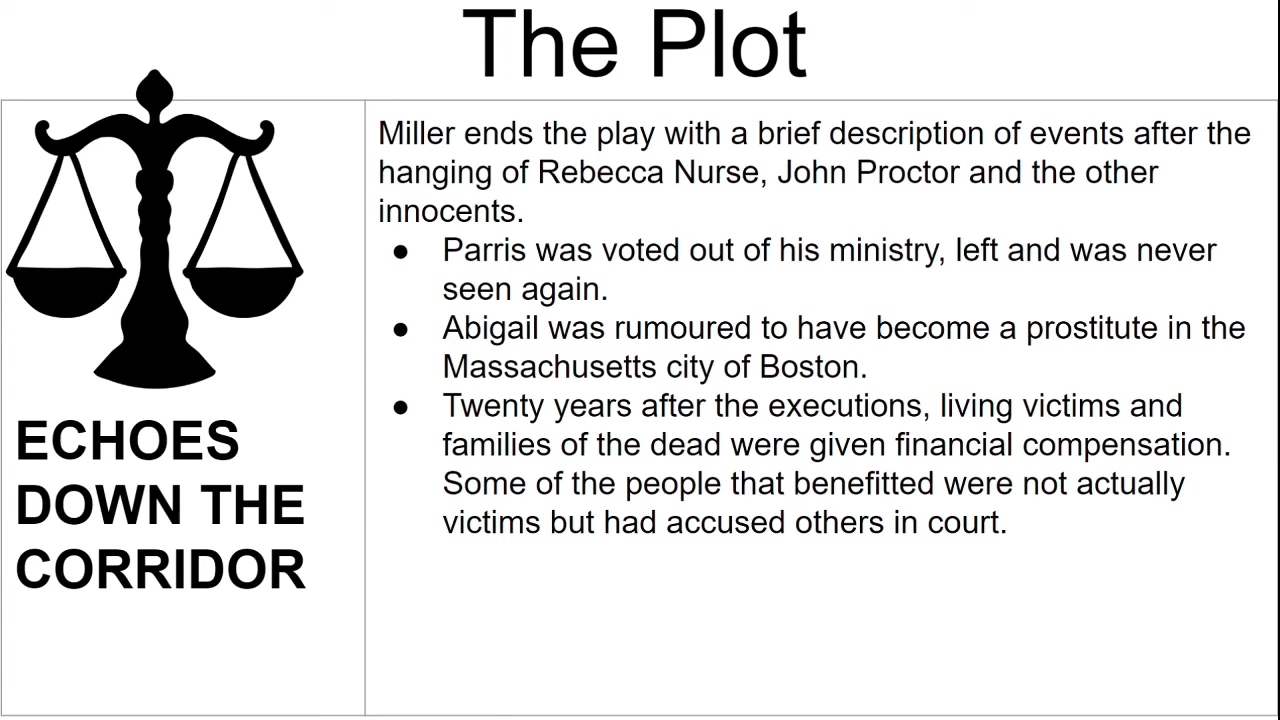 The Plot
ECHOES
DOWN THE
CORRIDOR
Miller ends the play with a brief description of events after the
hanging of Rebecca Nurse, John Proctor and the other
innocents.
● Parris was voted out of his ministry, left and was never
seen again.
● Abigail was rumoured to have become a prostitute in the
Massachusetts city of Boston.
● Twenty years after the executions, living victims and
families of the dead were given financial compensation.
Some of the people that benefitted were not actually
victims but had accused others in court.